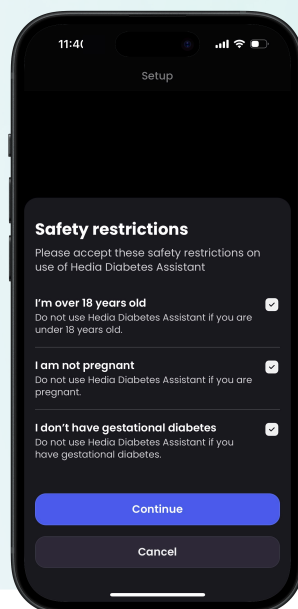 11:40
Setup
Safety restrictions
Please accept these safety restrictions on
use of Hedia Diabetes Assistant
I'm over 18 years old
Do not use Hedia Diabetes Assistant if you are
under 18 years old.
I am not pregnant
Do not use Hedia Diabetes Assistant if you are
pregnant.
I don't have gestational diabetes
Do not use Hedia Diabetes Assistant if you
have gestational diabetes.
Continue
Cancel